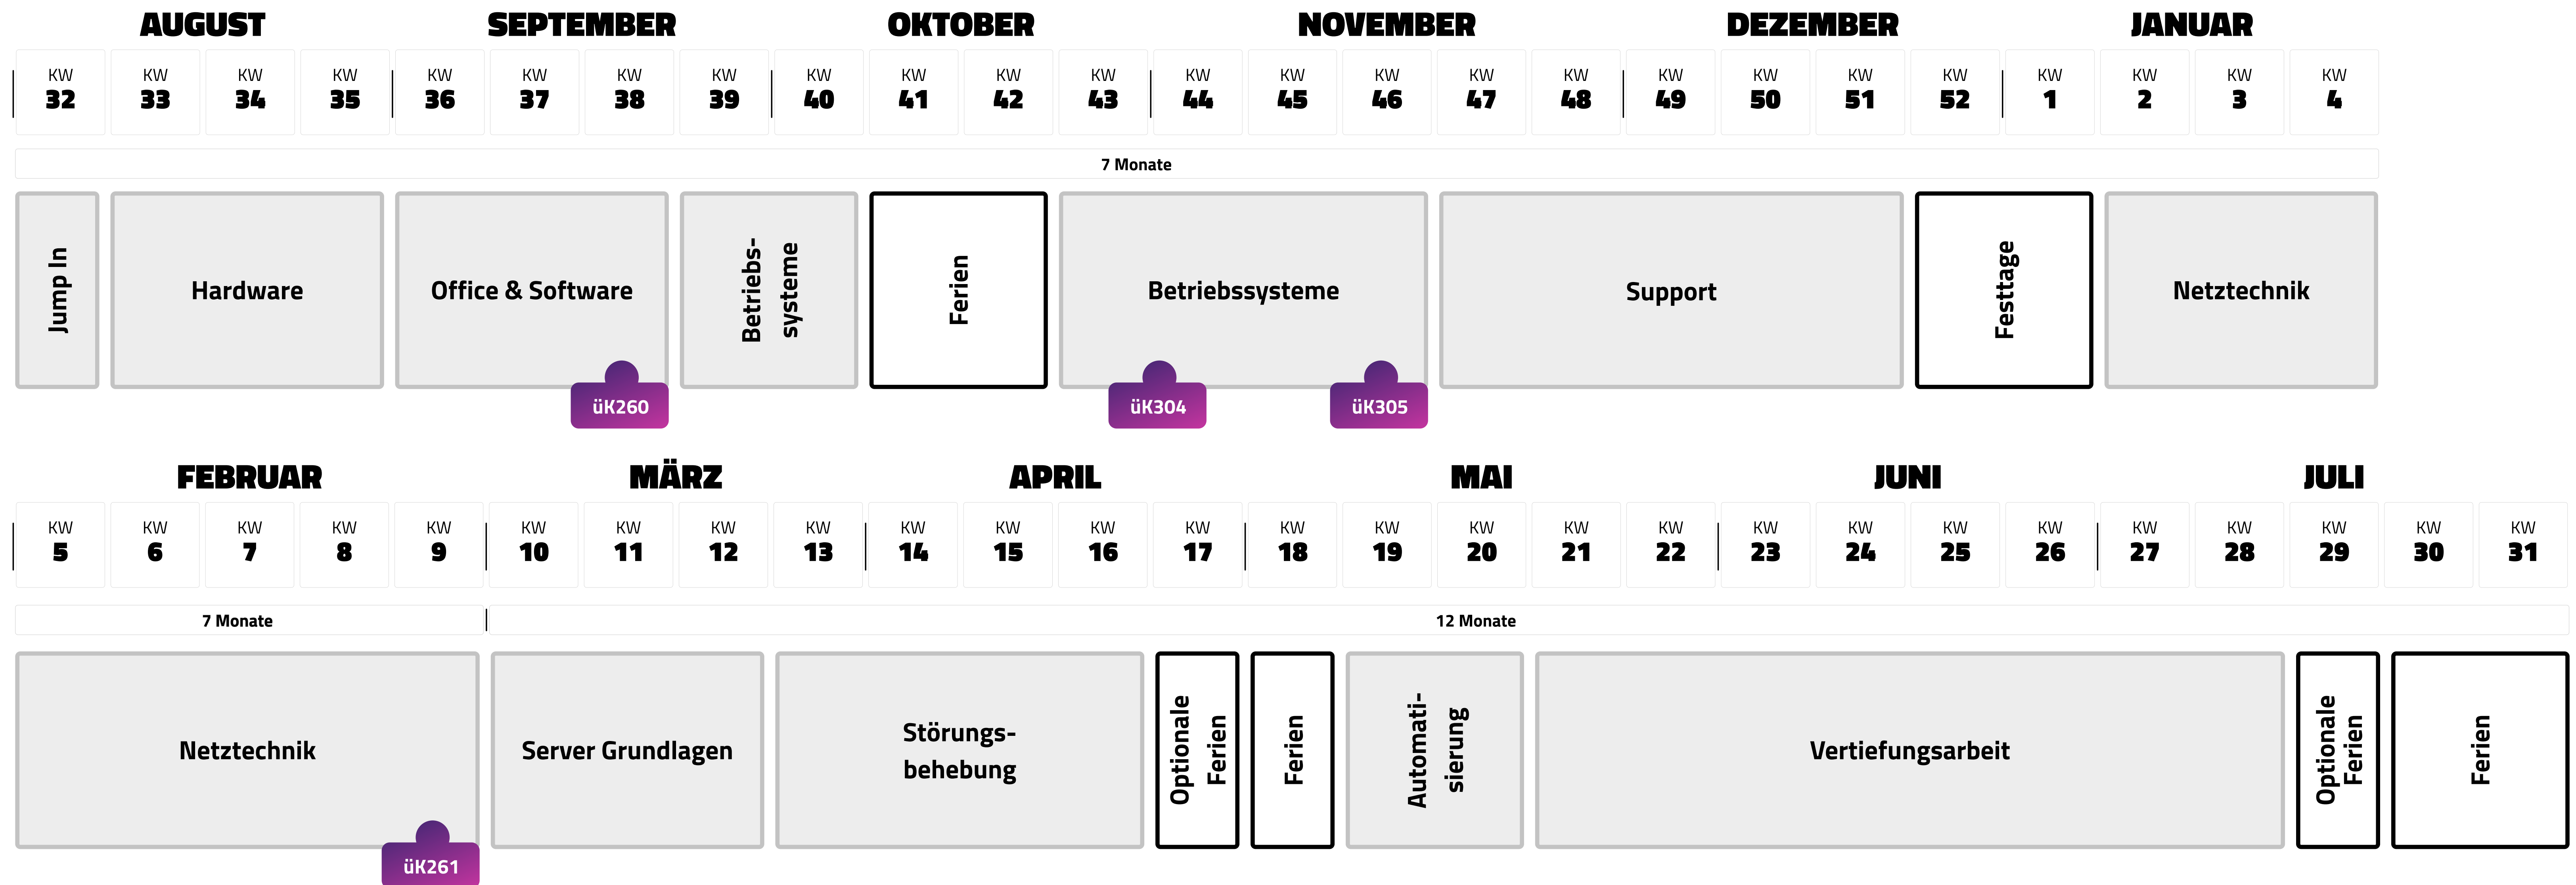 AUGUST SEPTEMBER OKTOBER NOVEMBER DEZEMBER JANUAR
KW KW KW KW KW KW KW KW KW KW KW KW KW KW KW KW KW KW KW KW KW KW KW KW KW
32 33 34 35 36 37 38 39 40 41 42 43 44 45 46 47 48 49 50 51 52 1 2 3 4
7 Monate
Jump In
Hardware
Office & Software
Betriebs-
systeme
Ferien
Betriebssysteme
Support
Festtage
Netztechnik
üK260
üK304
üK305
FEBRUAR MÄRZ APRIL MAI JUNI JULI
KW KW KW KW KW KW KW KW KW KW KW KW KW KW KW KW KW KW KW KW KW KW KW KW KW KW KW
5 6 7 8 9 10 11 12 13 14 15 16 17 18 19 20 21 22 23 24 25 26 27 28 29 30 31
7 Monate
12 Monate
Netztechnik
Server Grundlagen
Störungs-
behebung
Optionale
Ferien
Ferien
Automati-
sierung
Vertiefungsarbeit
Optionale
Ferien
Ferien
üK261